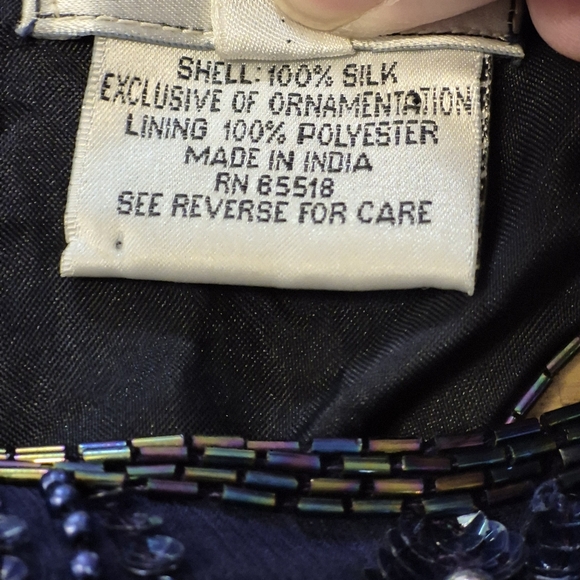 SHELL: 100% SILK
EXCLUSIVE OF ORNAMENTATION
LINING 100% POLYESTER
MADE IN INDIA
RN 65518
SEE REVERSE FOR CARE